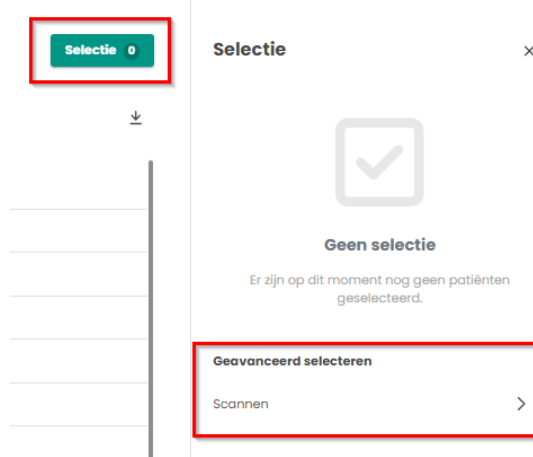 Selectie 0
Selectie
Geen selectie
Er zijn op dit moment nog geen patiënten
geselecteerd.
Geavanceerd selecteren
Scannen